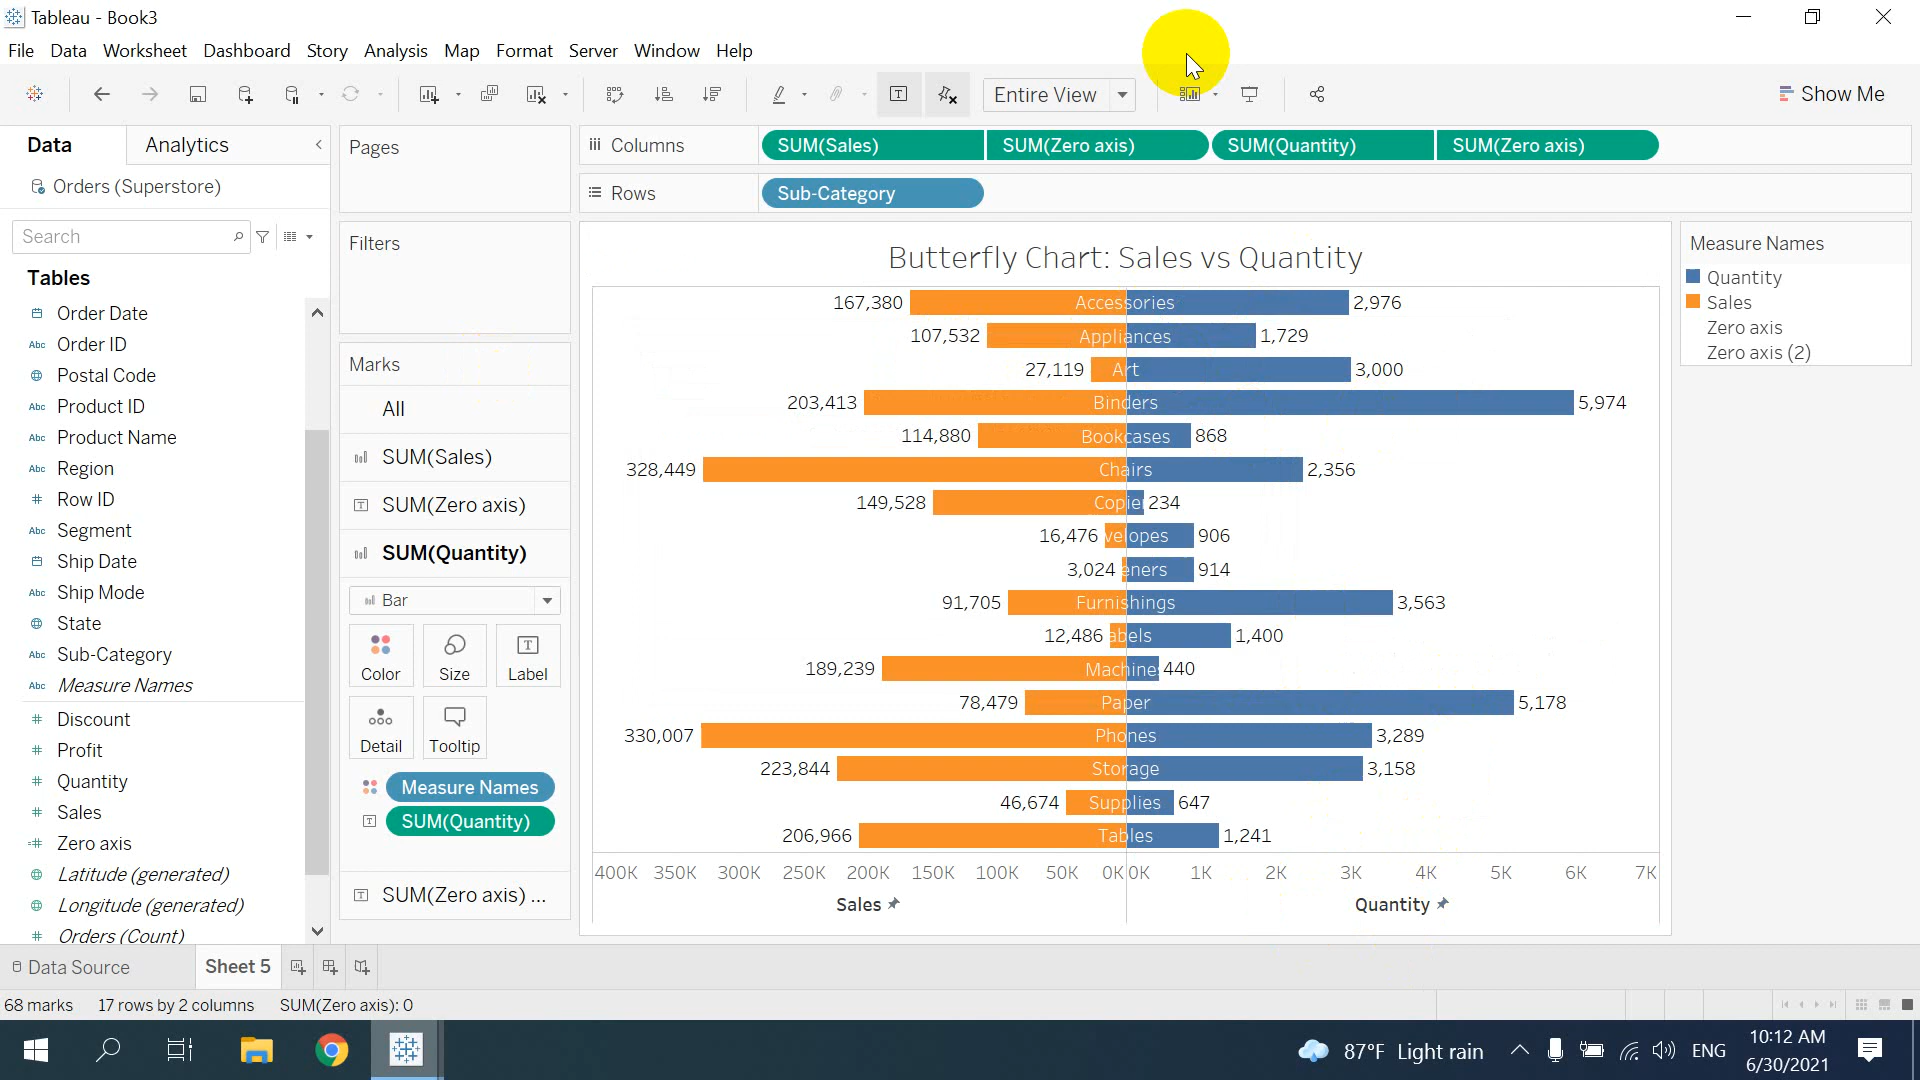 Tableau - Book3
File Data Worksheet Dashboard Story Analysis Map Format Server Window Help
Entire View
Show Me
Data Analytics
Orders (Superstore)
Search
Tables
Order Date
Order ID
Postal Code
Product ID
Product Name
Region
Row ID
Segment
Ship Date
Ship Mode
State
Sub-Category
Measure Names
Discount
Profit
Quantity
Sales
Zero axis
Latitude (generated)
Longitude (generated)
Orders (Count)
Pages
Filters
Marks
All
SUM(Sales)
SUM(Zero axis)
SUM(Quantity)
Bar
Color Size Label
Detail Tooltip
Measure Names
SUM(Quantity)
SUM(Zero axis) ...
Columns SUM(Sales) SUM(Zero axis) SUM(Quantity) SUM(Zero axis)
Rows Sub-Category
Butterfly Chart: Sales vs Quantity
167,380 Accessories 2,976
107,532 Appliances 1,729
27,119 Art 3,000
203,413 Binders 5,974
114,880 Bookcases 868
328,449 Chairs 2,356
149,528 Copie 234
16,476 velopes 906
3,024 eners 914
91,705 Furnishings 3,563
12,486 abels 1,400
189,239 Machines 440
78,479 Paper 5,178
330,007 Phones 3,289
223,844 Storage 3,158
46,674 Supplies 647
206,966 Tables 1,241
400K 350K 300K 250K 200K 150K 100K 50K 0K 0K 1K 2K 3K 4K 5K 6K 7K
Sales Quantity
Measure Names
Quantity
Sales
Zero axis
Zero axis (2)
Data Source Sheet 5
68 marks 17 rows by 2 columns SUM(Zero axis): 0
87°F Light rain ENG 10:12 AM
6/30/2021